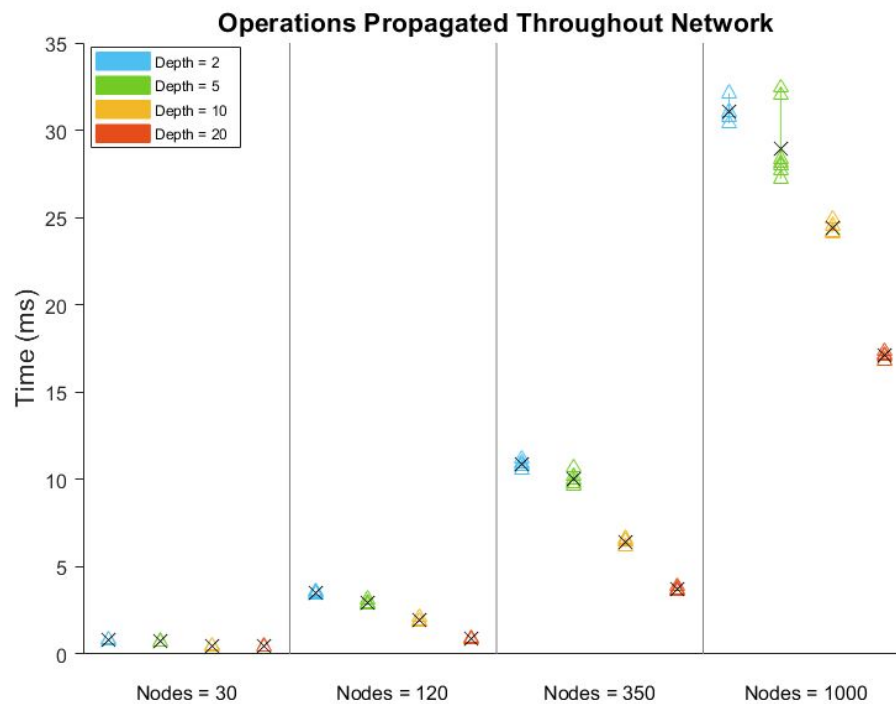 Operations Propagated Throughout Network
35
30
25
20
15
10
5
0
Time (ms)
Depth = 2
Depth = 5
Depth = 10
Depth = 20
Nodes = 30
Nodes = 120
Nodes = 350
Nodes = 1000